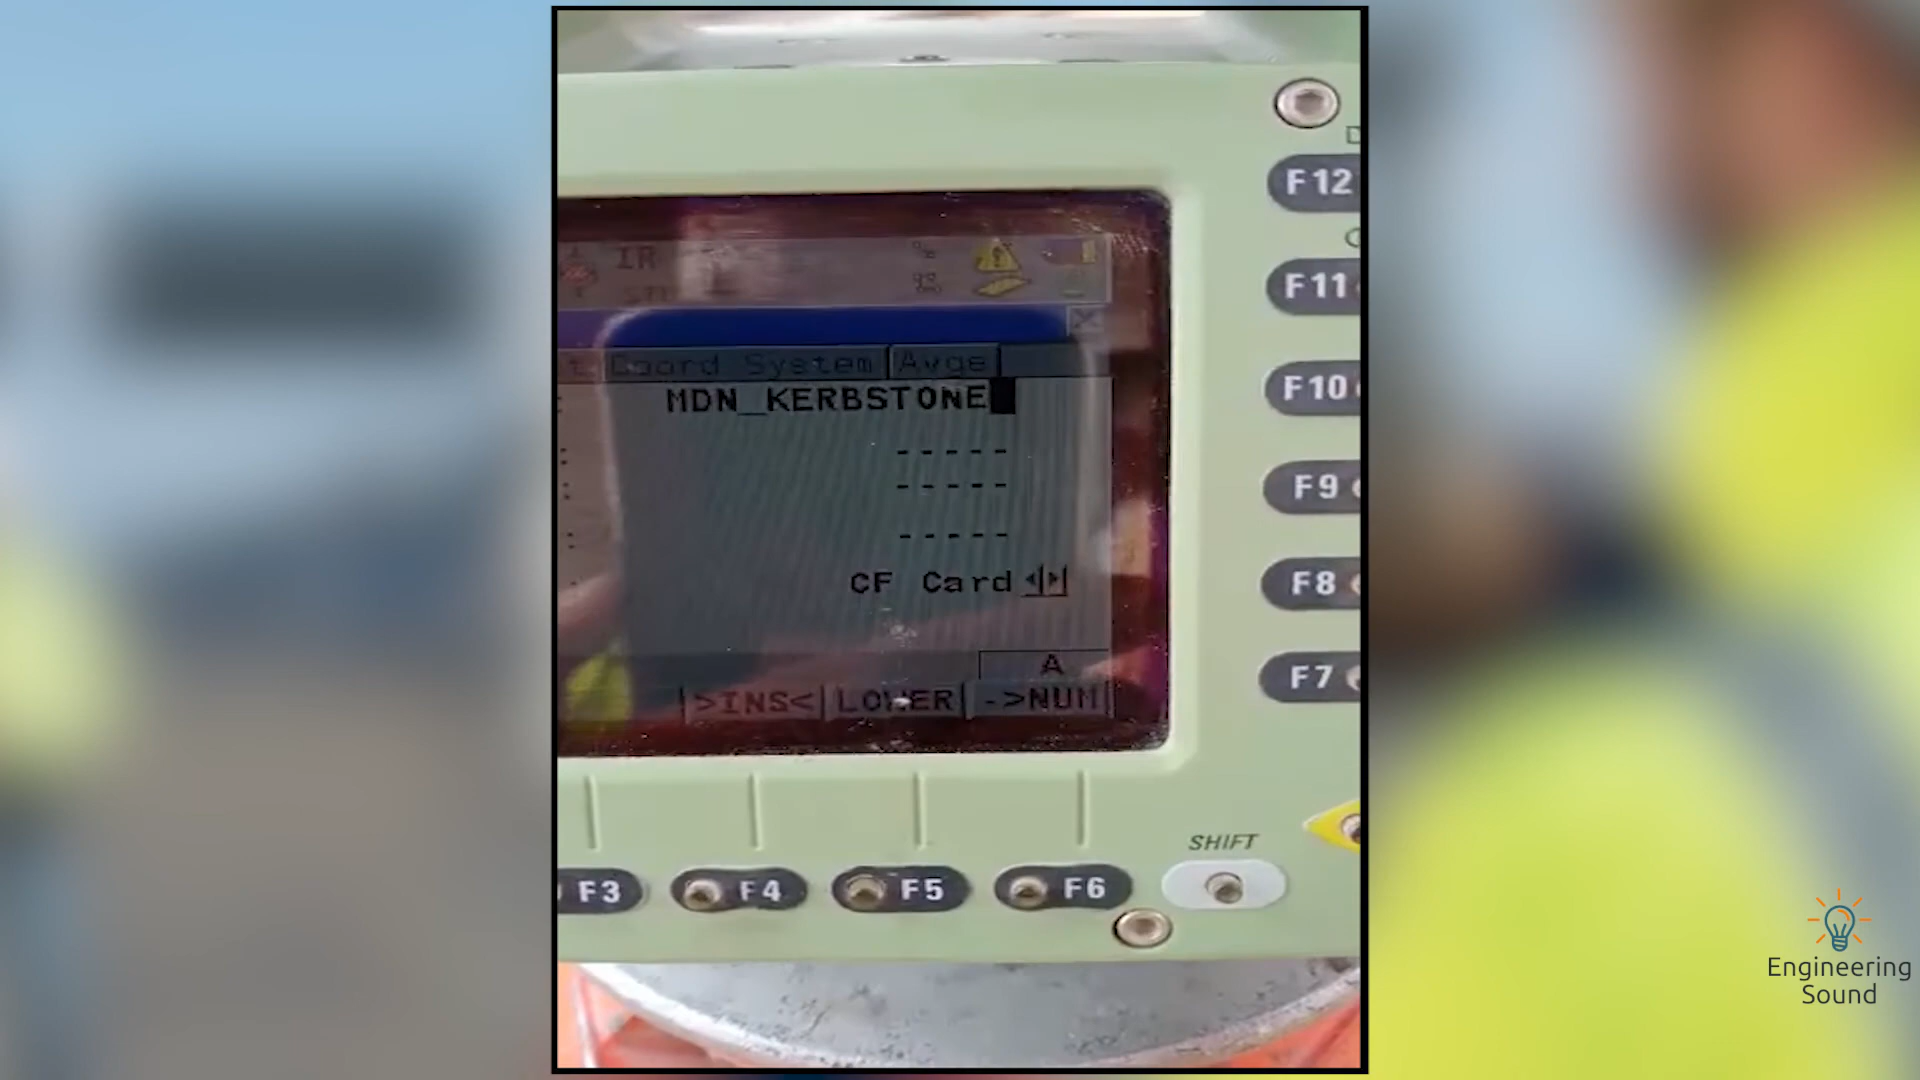 F12
F11
F10
F9
F8
F7
IR
Coord System
Avge
MDN_KERBSTONE
-----
-----
-----
CF Card
A
>INS<
LOWER
->NUM
SHIFT
F3
F4
F5
F6
Engineering
Sound